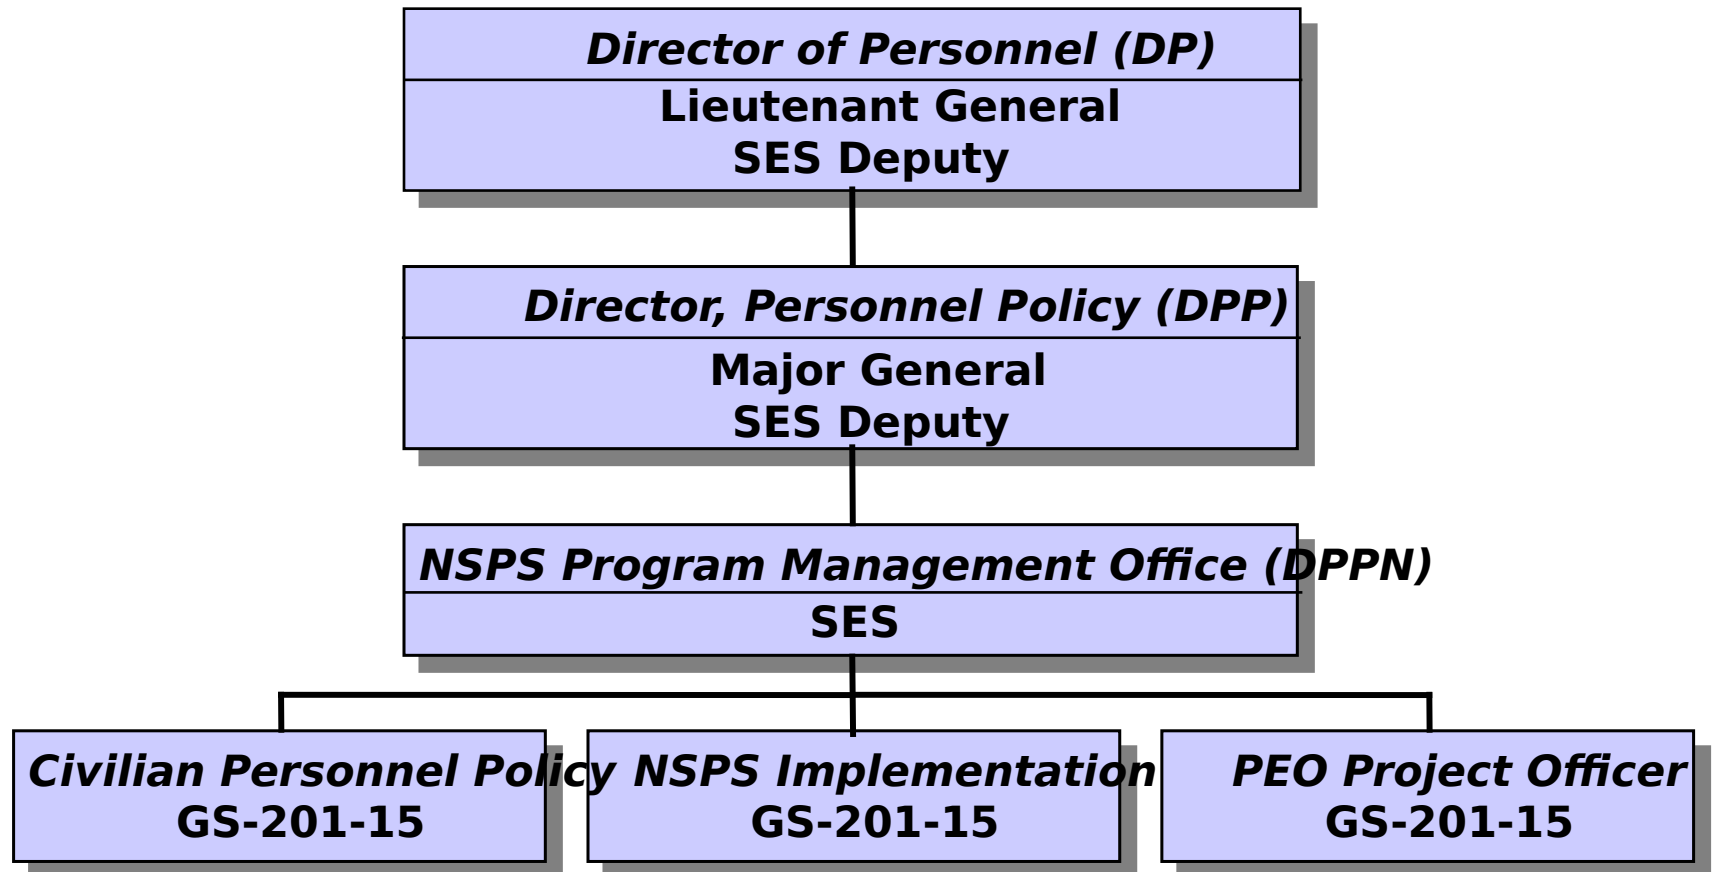 Director of Personnel (DP)
Lieutenant General
SES Deputy
Director, Personnel Policy (DPP)
Major General
SES Deputy
NSPS Program Management Office (DPPN)
SES
Civilian Personnel Policy
GS-201-15
NSPS Implementation
GS-201-15
PEO Project Officer
GS-201-15